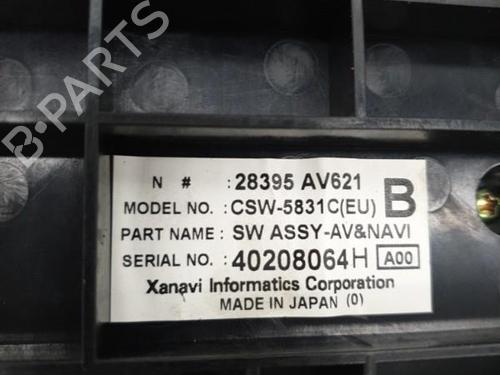 B-PARTS
N # : 28395 AV621
MODEL NO. : CSW-5831C(EU) B
PART NAME : SW ASSY-AV&NAVI
SERIAL NO. : 40208064H A00
Xanavi Informatics Corporation
MADE IN JAPAN (0)